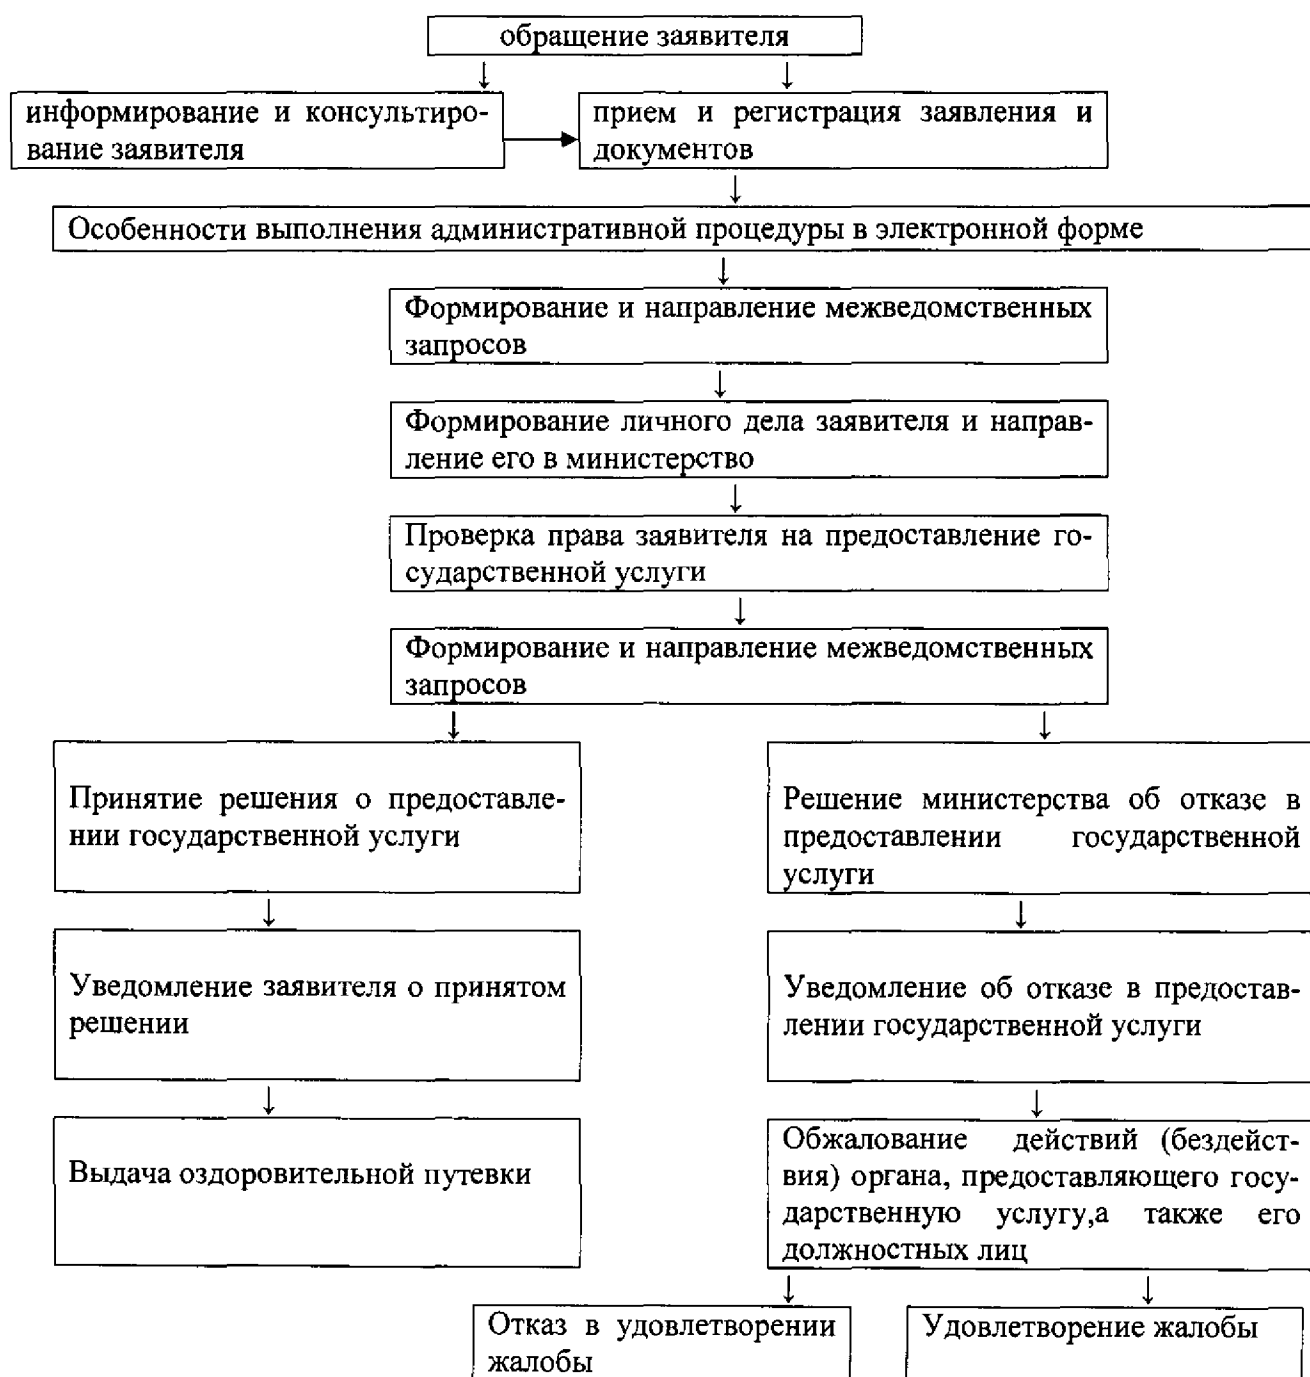 обращение заявителя
информирование и консультиро-
вание заявителя
прием и регистрация заявления и
документов
Особенности выполнения административной процедуры в электронной форме
Формирование и направление межведомственных
запросов
Формирование личного дела заявителя и направ-
ление его в министерство
Проверка права заявителя на предоставление го-
сударственной услуги
Формирование и направление межведомственных
запросов
Принятие решения о предоставле-
нии государственной услуги
Решение министерства об отказе в
предоставлении государственной
услуги
Уведомление заявителя о принятом
решении
Уведомление об отказе в предостав-
лении государственной услуги
Выдача оздоровительной путевки
Обжалование действий (бездейст-
вия) органа, предоставляющего госу-
дарственную услугу,а также его
должностных лиц
Отказ в удовлетворении
жалобы
Удовлетворение жалобы